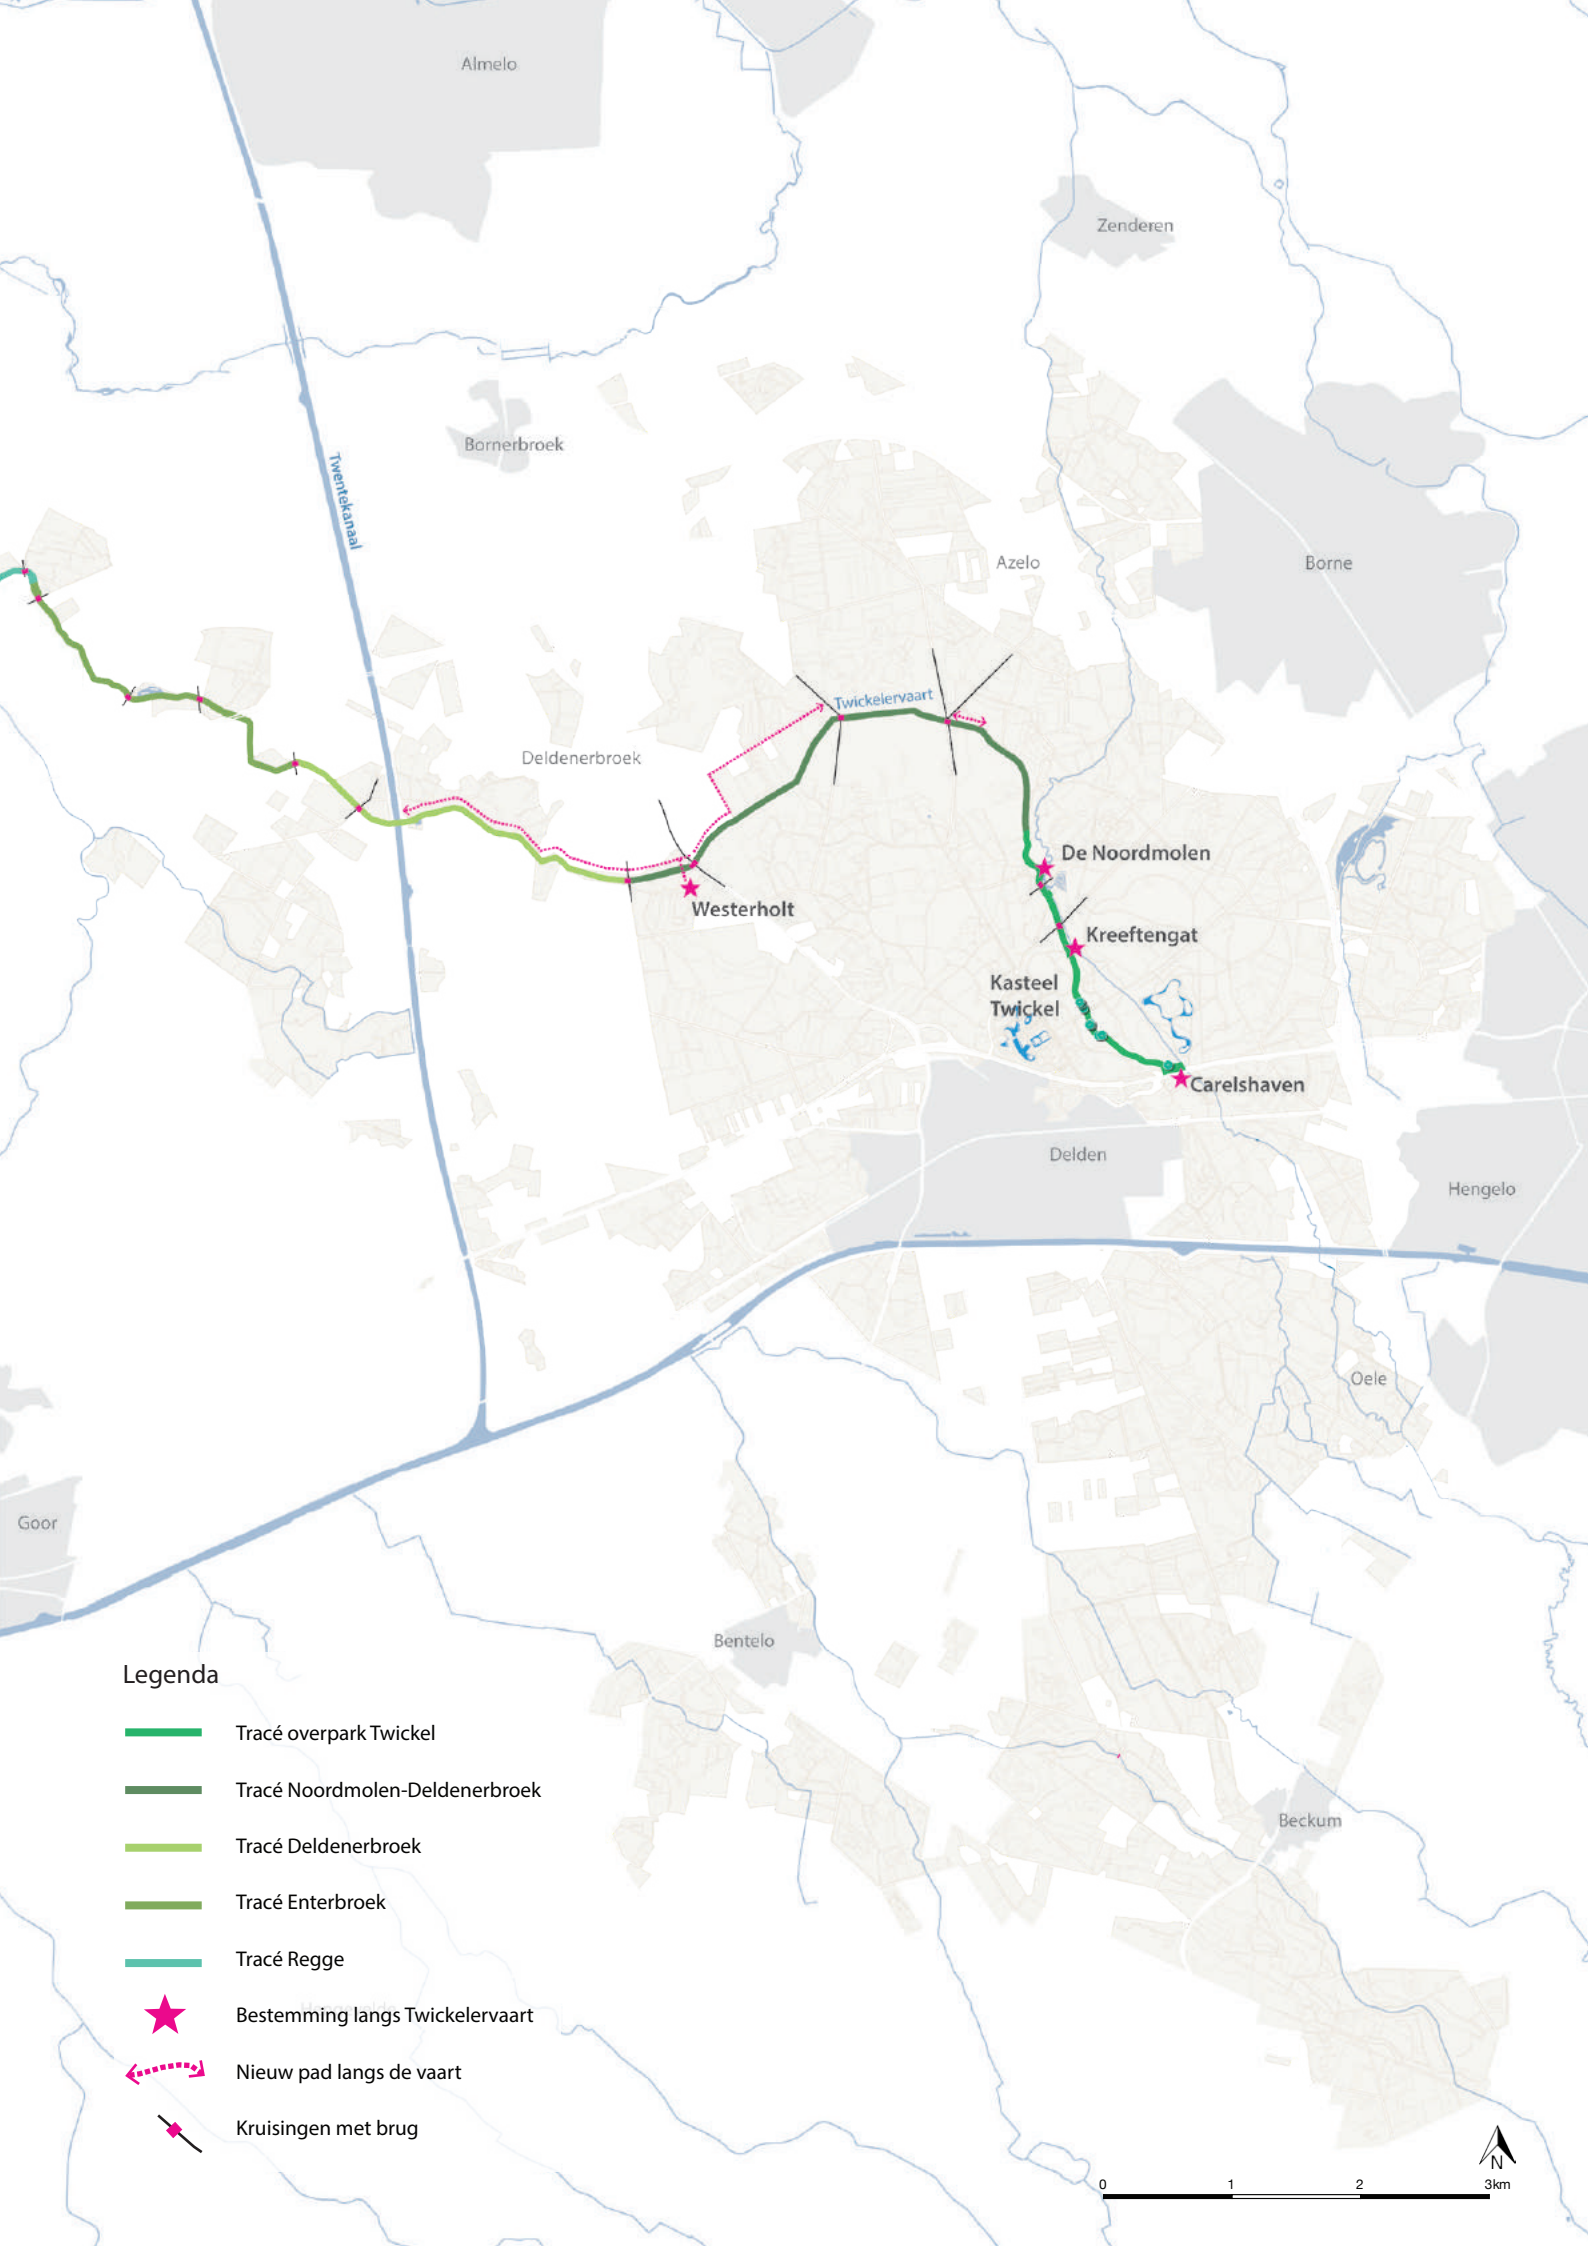 Almelo
Zenderen
Bornerbroek
Twentekanaal
Azelo
Borne
Twickelervaart
Deldenerbroek
De Noordmolen
Westerholt
Kreeftengat
Kasteel
Twickel
Carelshaven
Delden
Hengelo
Oele
Goor
Bentelo
Legenda
Tracé overpark Twickel
Tracé Noordmolen-Deldenerbroek
Beckum
Tracé Deldenerbroek
Tracé Enterbroek
Tracé Regge
Bestemming langs Twickelervaart
Nieuw pad langs de vaart
Kruisingen met brug
N
0 1 2 3km